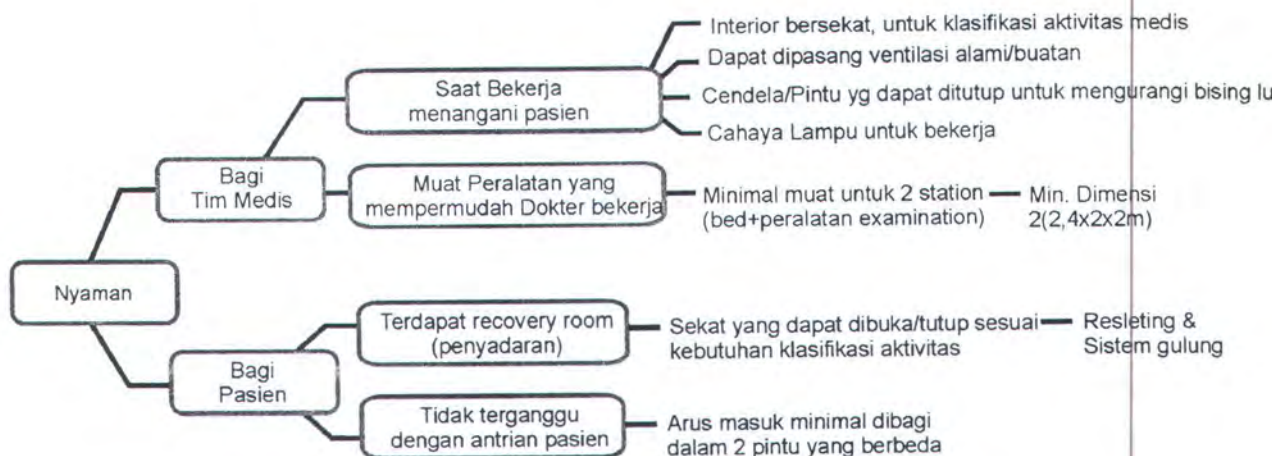 Interior bersekat, untuk klasifikasi aktivitas medis
Dapat dipasang ventilasi alami/buatan
Saat Bekerja
menangani pasien
Cendela/Pintu yg dapat ditutup untuk mengurangi bising lu
Cahaya Lampu untuk bekerja
Bagi
Tim Medis
Muat Peralatan yang
mempermudah Dokter bekerja
Minimal muat untuk 2 station
(bed+peralatan examination)
Min. Dimensi
2(2,4x2x2m)
Nyaman
Terdapat recovery room
(penyadaran)
Sekat yang dapat dibuka/tutup sesuai
kebutuhan klasifikasi aktivitas
Resleting &
Sistem gulung
Bagi
Pasien
Tidak terganggu
dengan antrian pasien
Arus masuk minimal dibagi
dalam 2 pintu yang berbeda